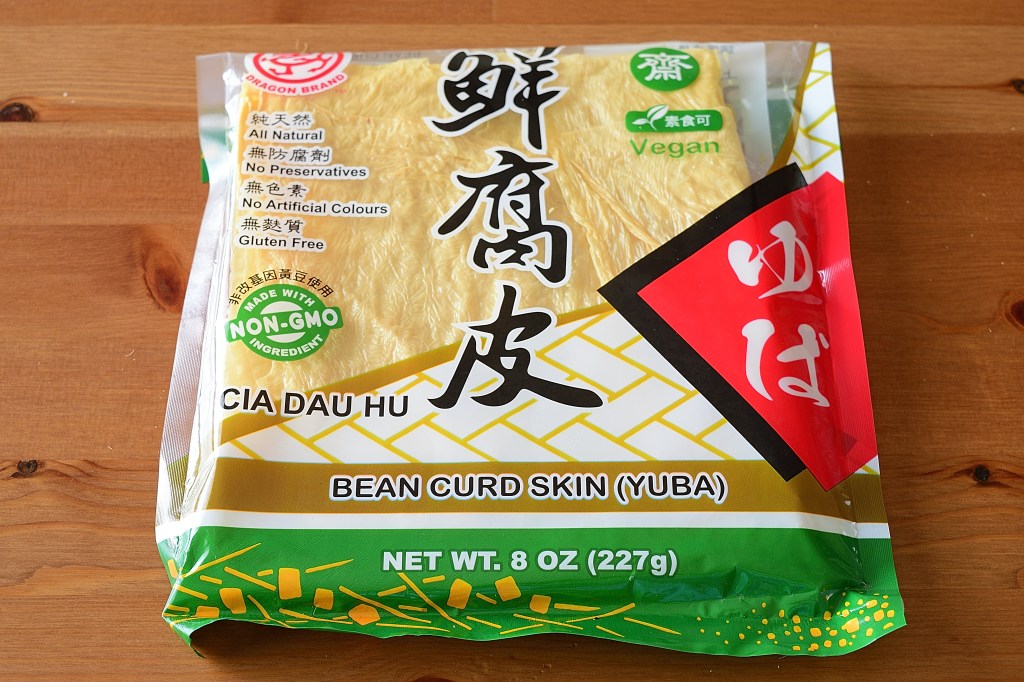 DRAGON BRAND
純天然
All Natural
無防腐劑
No Preservatives
無色素
No Artificial Colours
無麩質
Gluten Free
非改基因黃豆使用
MADE WITH
NON-GMO
INGREDIENT
鮮腐皮
齋
素食可
Vegan
ゆば
CIA DAU HU
BEAN CURD SKIN (YUBA)
NET WT. 8 OZ (227g)